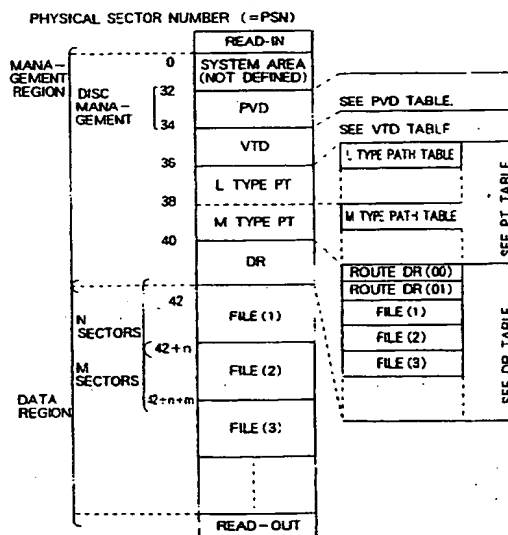 PHYSICAL SECTOR NUMBER (=PSN)
READ-IN
MANA-
GEMENT
REGION
0
SYSTEM AREA
(NOT DEFINED)
DISC
MANA-
GEMENT
32
PVD
SEE PVD TABLE.
34
VTD
SEE VTD TABLE
36
L TYPE PT
L TYPE PATH TABLE
38
M TYPE PT
M TYPE PATH TABLE
SEE PT TABLE
40
DR
ROUTE DR(00)
ROUTE DR(01)
FILE(1)
FILE(2)
FILE(3)
SEE DR TABLE
42
N
SECTORS
FILE(1)
42+n
M
SECTORS
FILE(2)
DATA
REGION
42+n+m
FILE(3)
READ-OUT